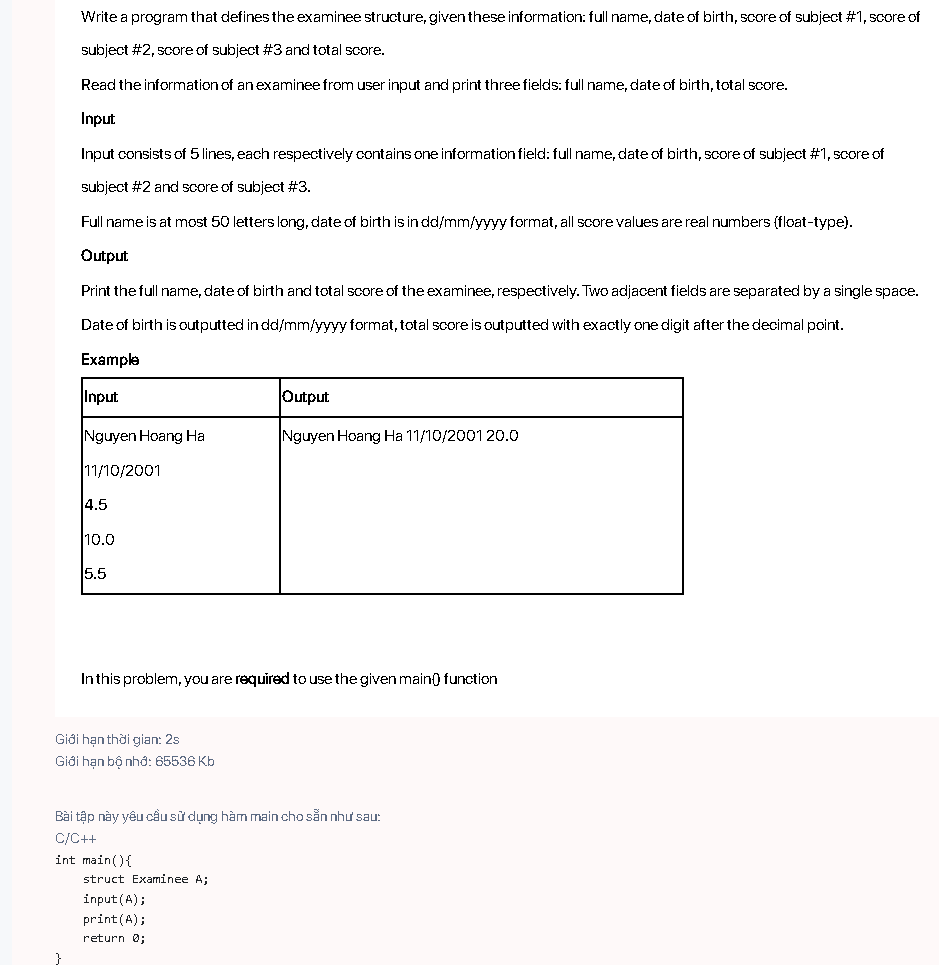 Write a program that defines the examinee structure, given these information: full name, date of birth, score of subject #1, score of
subject #2, score of subject #3 and total score.
Read the information of an examinee from user input and print three fields: full name, date of birth, total score.
Input
Input consists of 5 lines, each respectively contains one information field: full name, date of birth, score of subject #1, score of
subject #2 and score of subject #3.
Full name is at most 50 letters long, date of birth is in dd/mm/yyyy format, all score values are real numbers (float-type).
Output
Print the full name, date of birth and total score of the examinee, respectively. Two adjacent fields are separated by a single space.
Date of birth is outputted in dd/mm/yyyy format, total score is outputted with exactly one digit after the decimal point.
Example
Input Output
Nguyen Hoang Ha Nguyen Hoang Ha 11/10/2001 20.0
11/10/2001
4.5
10.0
5.5
In this problem, you are required to use the given main() function
Giới hạn thời gian: 2s
Giới hạn bộ nhớ: 65536 Kb
Bài tập này yêu cầu sử dụng hàm main cho sẵn như sau:
C/C++
int main(){
    struct Examinee A;
    input(A);
    print(A);
    return 0;
}